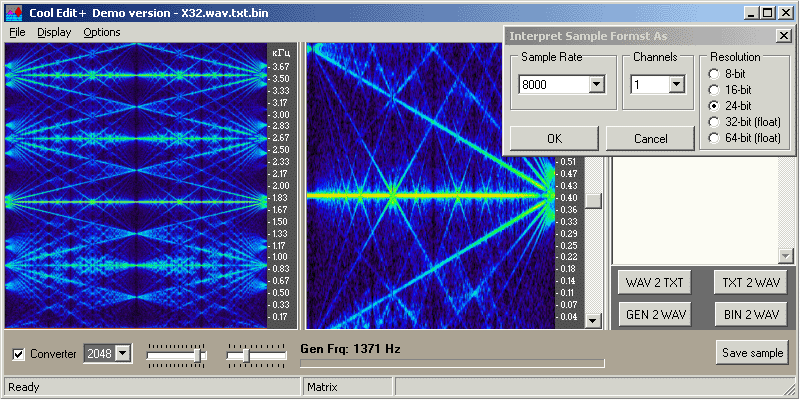 Cool Edit+ Demo version - X32.wav.txt.bin
File Display Options
кГц
3.67
3.50
3.33
3.17
3.00
2.83
2.67
2.50
2.33
2.17
2.00
1.83
1.67
1.50
1.33
1.17
1.00
0.83
0.67
0.50
0.33
0.17
Interpret Sample Formst As
Sample Rate
8000
Channels
1
Resolution
8-bit
16-bit
24-bit
32-bit (float)
64-bit (float)
OK
Cancel
0.51
0.47
0.43
0.40
0.36
0.33
0.29
0.25
0.22
0.18
0.14
0.11
0.07
0.04
WAV 2 TXT
TXT 2 WAV
GEN 2 WAV
BIN 2 WAV
Converter
2048
Gen Frq: 1371 Hz
Save sample
Ready
Matrix